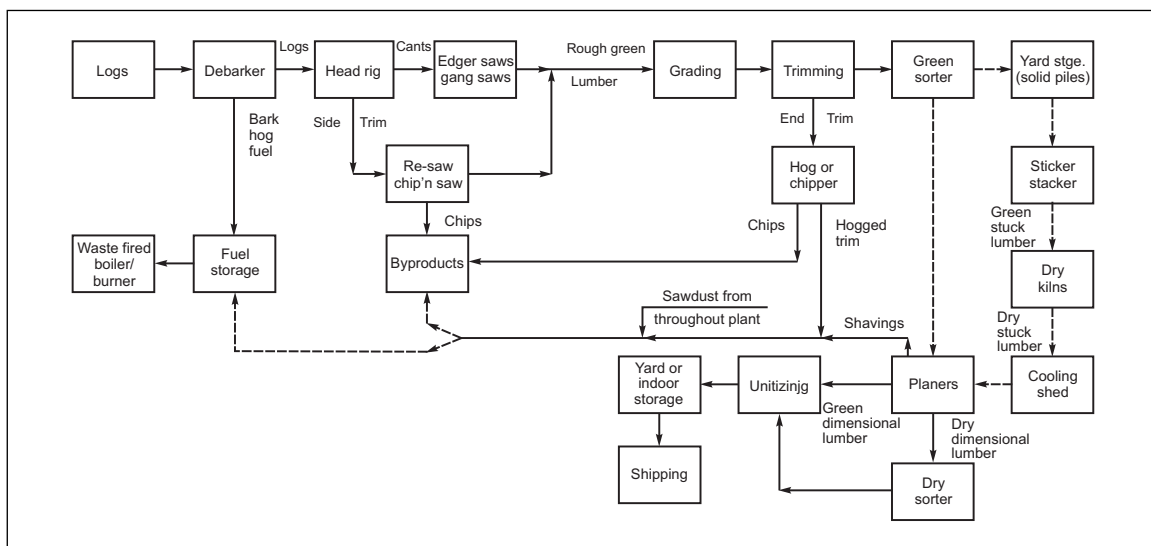 Logs
Debarker
Logs
Head rig
Cants
Edger saws
gang saws
Rough green
Lumber
Grading
Trimming
Green
sorter
Yard stge.
(solid piles)
Bark
hog
fuel
Side Trim
End Trim
Re-saw
chip'n saw
Hog or
chipper
Sticker
stacker
Chips
Chips
Hogged
trim
Green
stuck
lumber
Waste fired
boiler/
burner
Fuel
storage
Byproducts
Dry
kilns
Sawdust from
throughout plant
Shavings
Dry
stuck
lumber
Yard or
indoor
storage
Unitizinjg
Planers
Cooling
shed
Green
dimensional
lumber
Dry
dimensional
lumber
Shipping
Dry
sorter